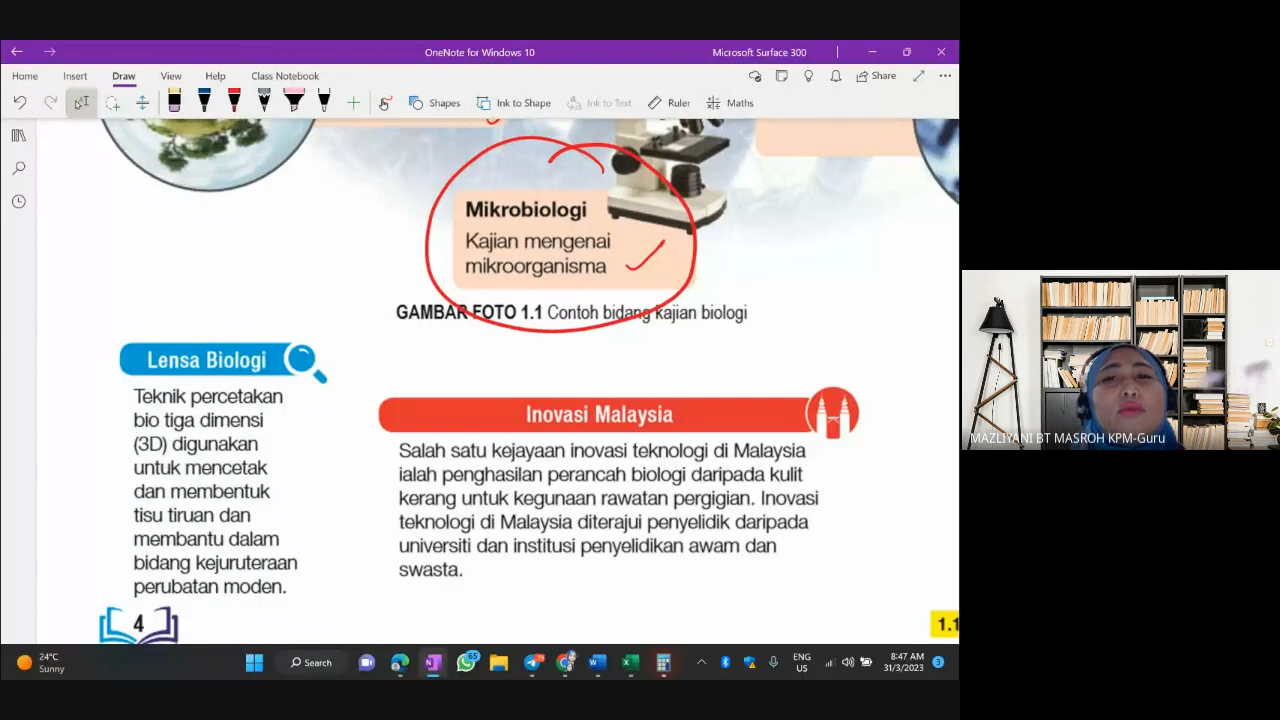 OneNote for Windows 10
Microsoft Surface 300
Home
Insert
Draw
View
Help
Class Notebook
Share
Shapes
Ink to Shape
Ink to Text
Ruler
Maths
Mikrobiologi
Kajian mengenai
mikroorganisma
GAMBAR FOTO 1.1 Contoh bidang kajian biologi
Lensa Biologi
Teknik percetakan
bio tiga dimensi
(3D) digunakan
untuk mencetak
dan membentuk
tisu tiruan dan
membantu dalam
bidang kejuruteraan
perubatan moden.
Inovasi Malaysia
Salah satu kejayaan inovasi teknologi di Malaysia
ialah penghasilan perancah biologi daripada kulit
kerang untuk kegunaan rawatan pergigian. Inovasi
teknologi di Malaysia diterajui penyelidik daripada
universiti dan institusi penyelidikan awam dan
swasta.
4
1.1
MAZLIYANI BT MASROH KPM-Guru
24°C
Sunny
Search
65
ENG
US
8:47 AM
31/3/2023
3